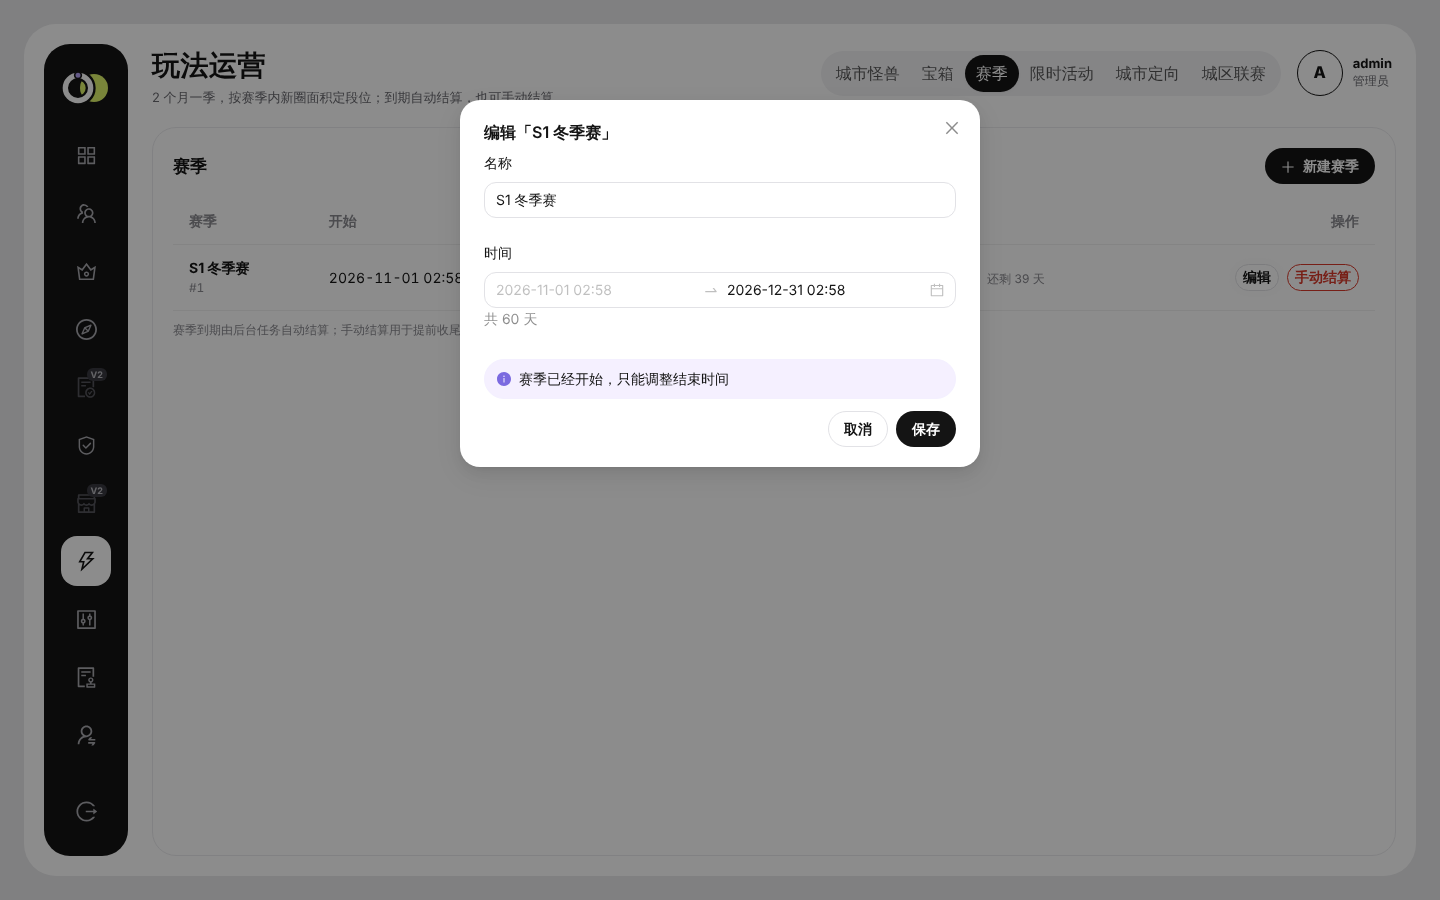 玩法运营
2 个月一季，按赛季内新圈面积定段位；到期自动结算，也可手动结算
城市怪兽
宝箱
赛季
限时活动
城市定向
城区联赛
A
admin
管理员
V2
V2
赛季
新建赛季
赛季
开始
操作
S1 冬季赛
#1
2026-11-01 02:58
还剩 39 天
编辑
手动结算
赛季到期由后台任务自动结算；手动结算用于提前收尾
编辑「S1 冬季赛」
名称
S1 冬季赛
时间
2026-11-01 02:58
2026-12-31 02:58
共 60 天
赛季已经开始，只能调整结束时间
取消
保存